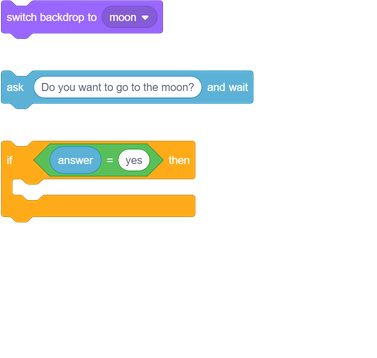 switch backdrop to moon
ask Do you want to go to the moon? and wait
if answer = yes then